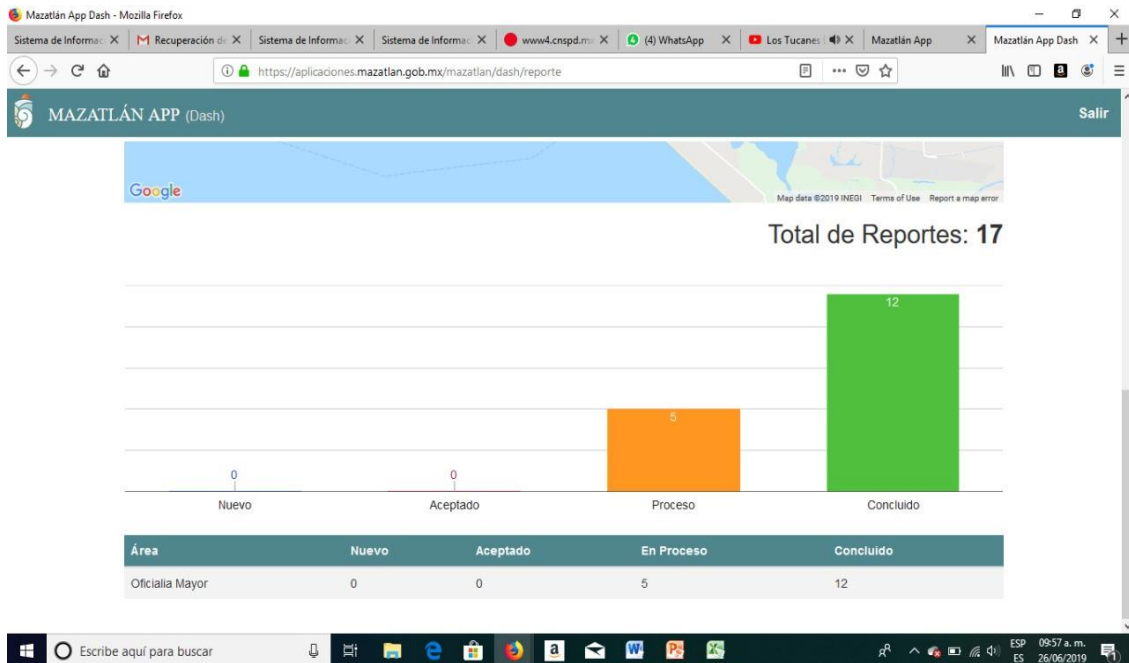 Mazatlán App Dash - Mozilla Firefox
Sistema de Informac
Recuperación de
Sistema de Informac
Sistema de Informac
www4.cnspd.m
(4) WhatsApp
Los Tucanes
Mazatlán App
Mazatlán App Dash
https://aplicaciones.mazatlan.gob.mx/mazatlan/dash/reporte
MAZATLÁN APP (Dash)
Salir
Google
Map data ©2019 INEGI Terms of Use Report a map error
Total de Reportes: 17
12
5
0
0
Nuevo Aceptado Proceso Concluido
Área Nuevo Aceptado En Proceso Concluido
Oficialia Mayor 0 0 5 12
Escribe aquí para buscar
ESP 09:57 a. m.
ES 26/06/2019